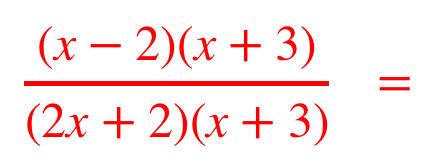 (x − 2)(x + 3)
(2x + 2)(x + 3) =